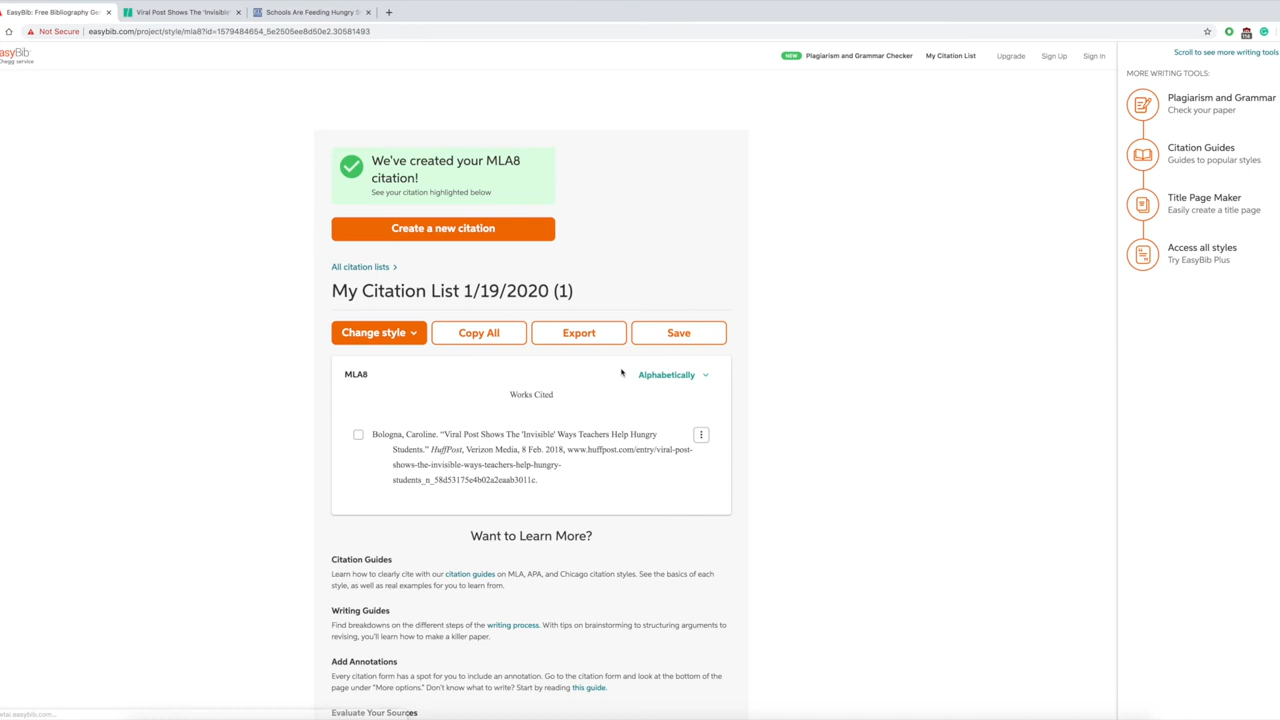 EasyBib: Free Bibliography Ge
Viral Post Shows The 'Invisible'
Schools Are Feeding Hungry S
Not Secure
easybib.com/project/style/mla8?id=1579484654_5e2505ee8d50e2.30581493
asyBib
Chegg service
NEW
Plagiarism and Grammar Checker
My Citation List
Upgrade
Sign Up
Sign In
Scroll to see more writing tools
MORE WRITING TOOLS:
Plagiarism and Grammar
Check your paper
Citation Guides
Guides to popular styles
Title Page Maker
Easily create a title page
Access all styles
Try EasyBib Plus
We've created your MLA8
citation!
See your citation highlighted below
Create a new citation
All citation lists
My Citation List 1/19/2020 (1)
Change style
Copy All
Export
Save
MLA8
Alphabetically
Works Cited
Bologna, Caroline. “Viral Post Shows The 'Invisible' Ways Teachers Help Hungry
Students.” HuffPost, Verizon Media, 8 Feb. 2018, www.huffpost.com/entry/viral-post-
shows-the-invisible-ways-teachers-help-hungry-
students_n_58d53175e4b02a2eaab3011c.
Want to Learn More?
Citation Guides
Learn how to clearly cite with our citation guides on MLA, APA, and Chicago citation styles. See the basics of each
style, as well as real examples for you to learn from.
Writing Guides
Find breakdowns on the different steps of the writing process. With tips on brainstorming to structuring arguments to
revising, you'll learn how to make a killer paper.
Add Annotations
Every citation form has a spot for you to include an annotation. Go to the citation form and look at the bottom of the
page under "More options." Don't know what to write? Start by reading this guide.
Evaluate Your Sources